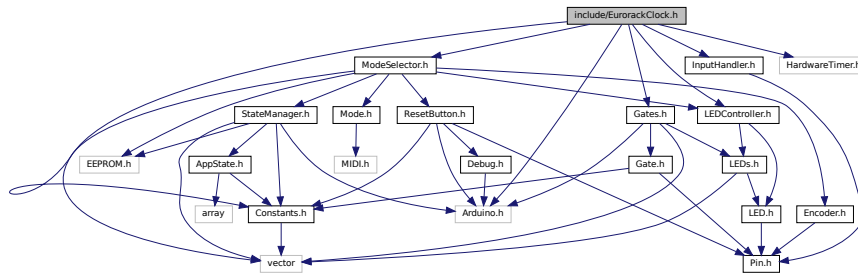 include/EurorackClock.h
ModeSelector.h
InputHandler.h
HardwareTimer.h
StateManager.h
Mode.h
ResetButton.h
Gates.h
LEDController.h
EEPROM.h
AppState.h
MIDI.h
Debug.h
Gate.h
LEDs.h
array
Constants.h
Arduino.h
LED.h
Encoder.h
vector
Pin.h